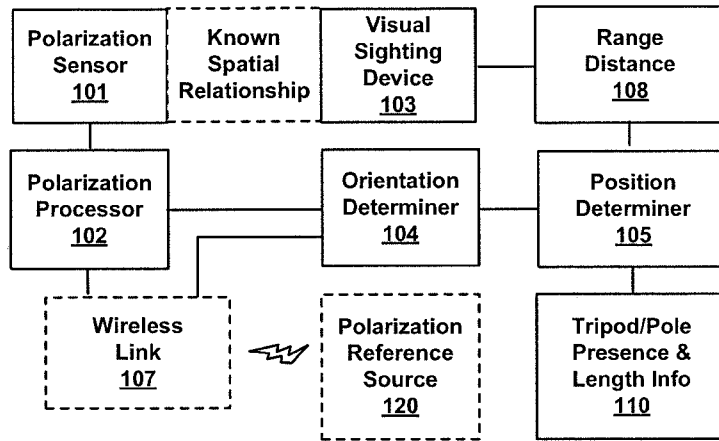 Polarization
Sensor
101
Known
Spatial
Relationship
Visual
Sighting
Device
103
Range
Distance
108
Polarization
Processor
102
Orientation
Determiner
104
Position
Determiner
105
Wireless
Link
107
Polarization
Reference
Source
120
Tripod/Pole
Presence &
Length Info
110